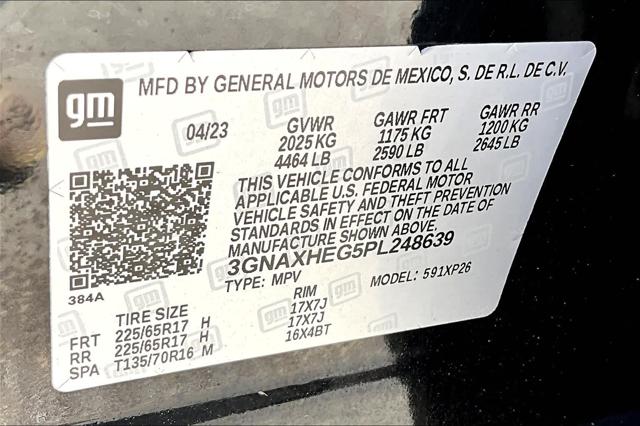 gm
MFD BY GENERAL MOTORS DE MEXICO, S. DE R.L. DE C.V.
04/23 GVWR GAWR FRT GAWR RR
2025 KG 1175 KG 1200 KG
4464 LB 2590 LB 2645 LB
THIS VEHICLE CONFORMS TO ALL
APPLICABLE U.S. FEDERAL MOTOR
VEHICLE SAFETY AND THEFT PREVENTION
STANDARDS IN EFFECT ON THE DATE OF
MANUFACTURE SHOWN ABOVE.
3GNAXHEG5PL248639
TYPE: MPV MODEL: 591XP26
384A
TIRE SIZE RIM
FRT 225/65R17 H 17X7J
RR 225/65R17 H 17X7J
SPA T135/70R16 M 16X4BT